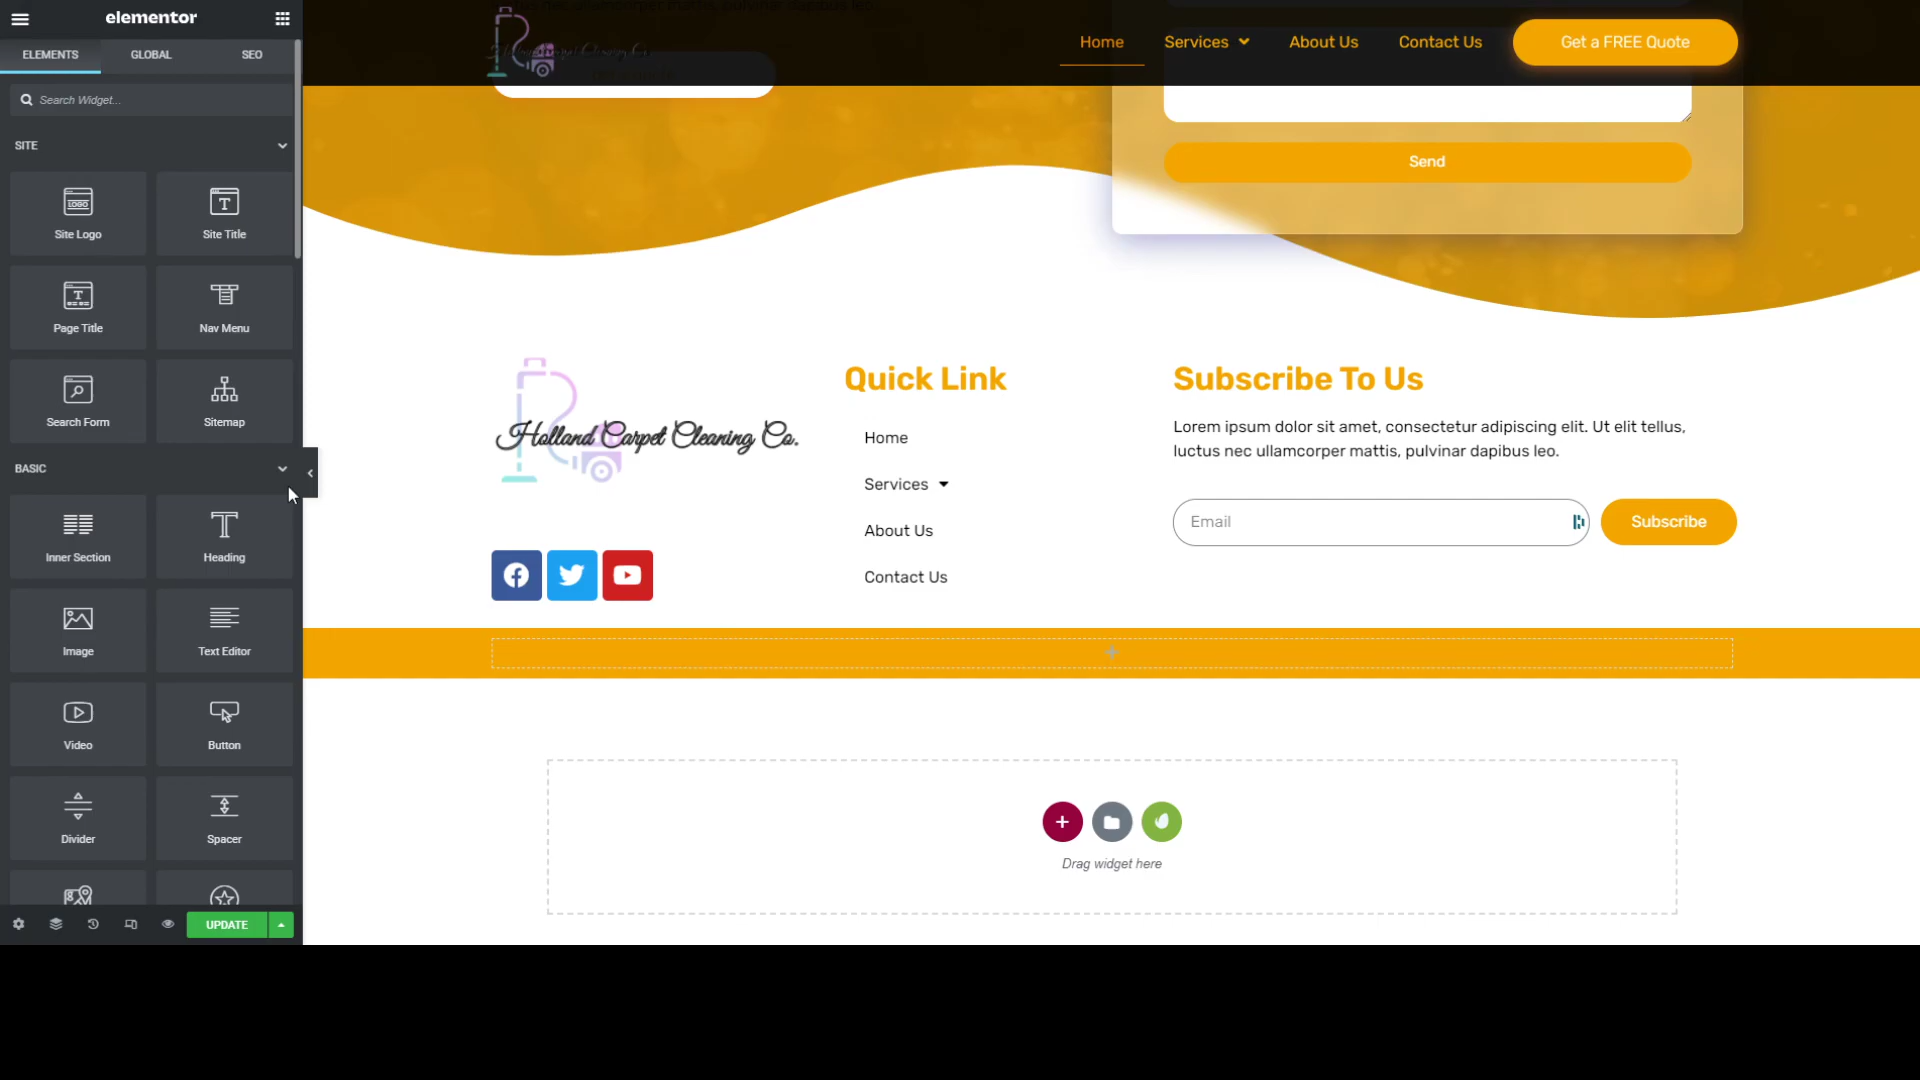 elementor
ELEMENTS
GLOBAL
SEO
Search Widget...
SITE
LOGO
Site Logo
Site Title
Page Title
Nav Menu
Search Form
Sitemap
BASIC
Inner Section
Heading
Image
Text Editor
Video
Button
Divider
Spacer
UPDATE
Home
Services
About Us
Contact Us
Get a FREE Quote
Send
Holland Carpet Cleaning Co.
Quick Link
Home
Services
About Us
Contact Us
Subscribe To Us
Lorem ipsum dolor sit amet, consectetur adipiscing elit. Ut elit tellus,
luctus nec ullamcorper mattis, pulvinar dapibus leo.
Email
Subscribe
Drag widget here